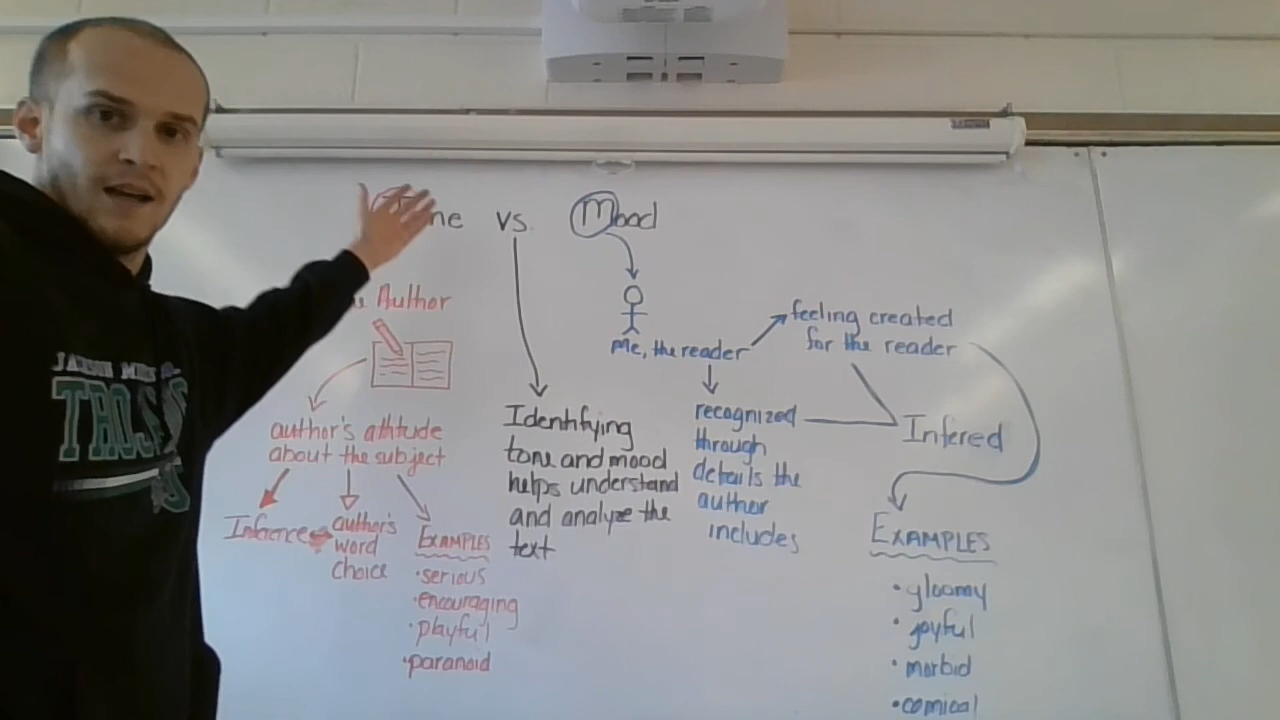 vs.
Mood
Author
Me, the reader
feeling created
for the reader
author's attitude
about the subject
Identifying
tone and mood
helps understand
and analyze the
text
recognized
through
details the
author
includes
Infered
Inference
author's
word
choice
EXAMPLES
•serious
•encouraging
•playful
•paranoid
EXAMPLES
•gloomy
•joyful
•morbid
•comical